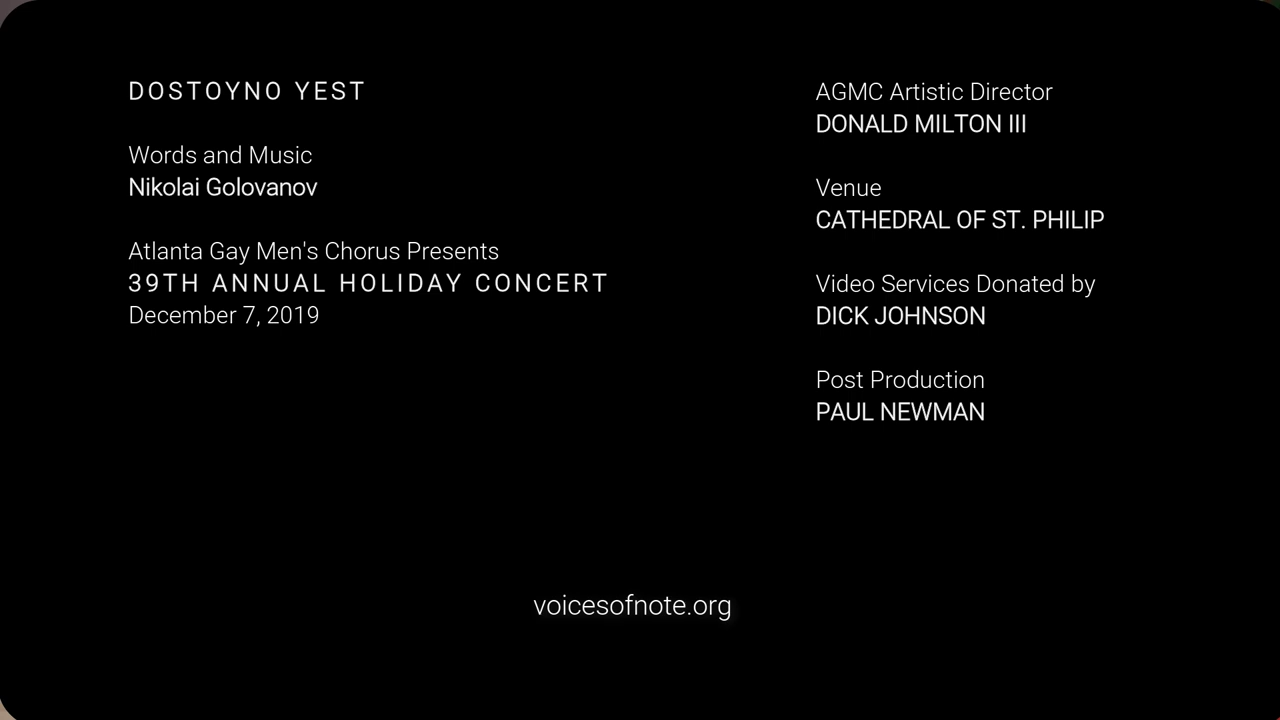 DOSTOYNO YEST
Words and Music
Nikolai Golovanov
Atlanta Gay Men's Chorus Presents
39TH ANNUAL HOLIDAY CONCERT
December 7, 2019
AGMC Artistic Director
DONALD MILTON III
Venue
CATHEDRAL OF ST. PHILIP
Video Services Donated by
DICK JOHNSON
Post Production
PAUL NEWMAN
voicesofnote.org